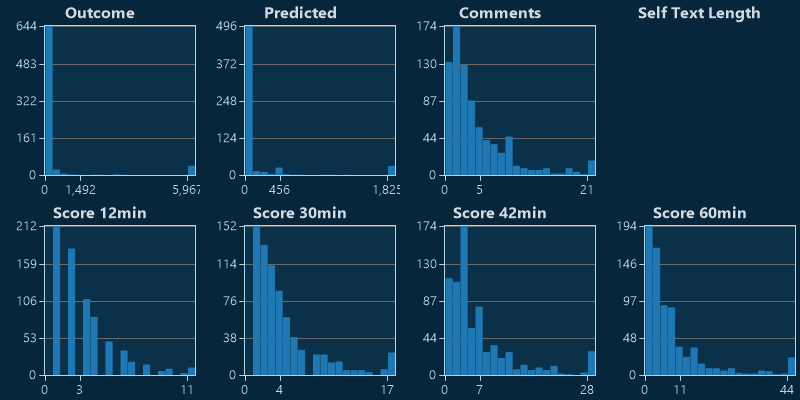 Outcome Predicted Comments Self Text Length
644 496 174
483 372 130
322 248 87
161 124 44
0 0 0
0 1,492 5,967 0 456 1,825 0 5 21
Score 12min Score 30min Score 42min Score 60min
212 152 174 194
159 114 130 146
106 76 87 97
53 38 44 48
0 0 0 0
0 3 11 0 4 17 0 7 28 0 11 44